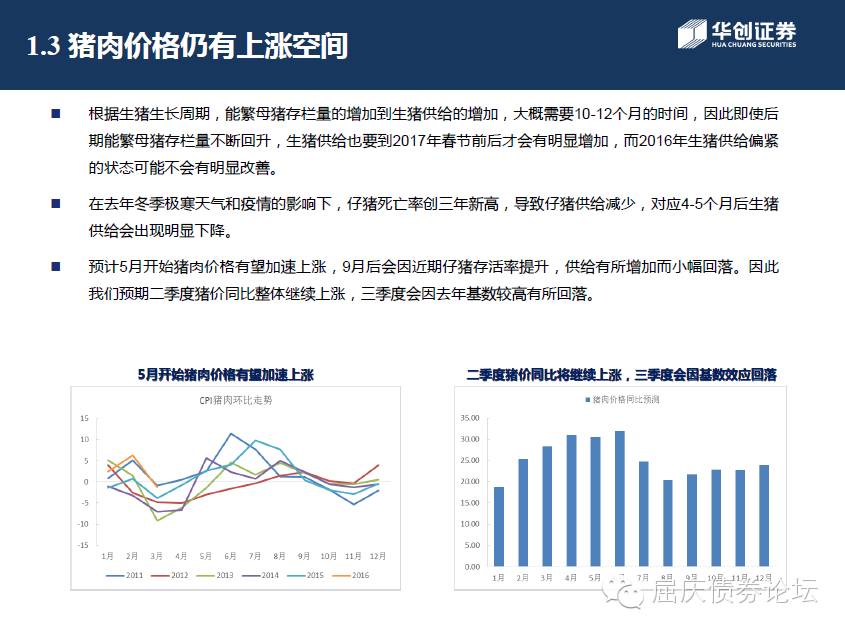 1.3 猪肉价格仍有上涨空间
华创证券
HUA CHUANG SECURITIES
■ 根据生猪生长周期，能繁母猪存栏量的增加到生猪供给的增加，大概需要10-12个月的时间，因此即使后
期能繁母猪存栏量不断回升，生猪供给也要到2017年春节前后才会有明显增加，而2016年生猪供给偏紧
的状态可能不会有明显改善。
■ 在去年冬季极寒天气和疫情的影响下，仔猪死亡率创三年新高，导致仔猪供给减少，对应4-5个月后生猪
供给会出现明显下降。
■ 预计5月开始猪肉价格有望加速上涨，9月后会因近期仔猪存活率提升，供给有所增加而小幅回落。因此
我们预期二季度猪价同比整体继续上涨，三季度会因去年基数较高有所回落。
5月开始猪肉价格有望加速上涨
CPI猪肉环比走势
15
10
5
0
-5
-10
-15
1月 2月 3月 4月 5月 6月 7月 8月 9月 10月 11月 12月
2011 2012 2013 2014 2015 2016
二季度猪价同比将继续上涨，三季度会因基数效应回落
猪肉价格同比预测
35.00
30.00
25.00
20.00
15.00
10.00
5.00
0.00
1月 2月 3月 4月 5月 6月 7月 8月 9月 10月 11月 12月
屈庆债券论坛